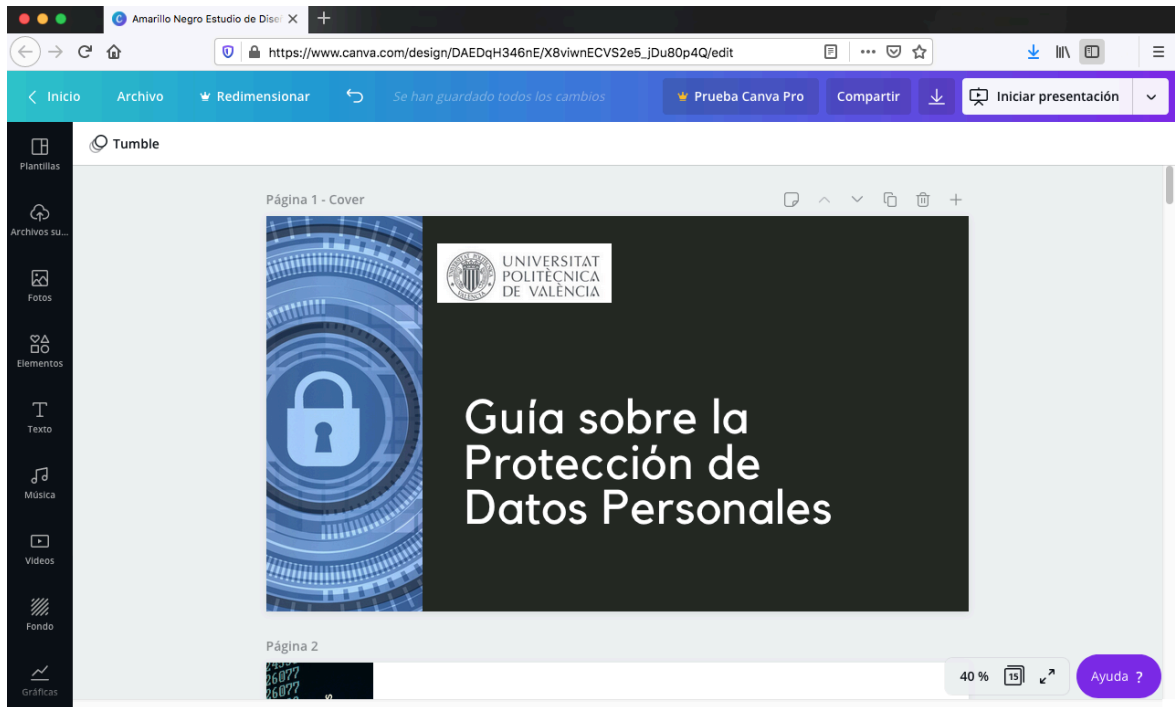 Amarillo Negro Estudio de Dise
https://www.canva.com/design/DAEDqH346nE/X8viwnECVS2e5_jDu80p4Q/edit
Inicio
Archivo
Redimensionar
Se han guardado todos los cambios
Prueba Canva Pro
Compartir
Iniciar presentación
Plantillas
Archivos su...
Fotos
Elementos
Texto
Música
Videos
Fondo
Gráficas
Tumble
Página 1 - Cover
UNIVERSITAT
POLITÈCNICA
DE VALÈNCIA
Guía sobre la
Protección de
Datos Personales
Página 2
26077
26077
40 %
15
Ayuda ?